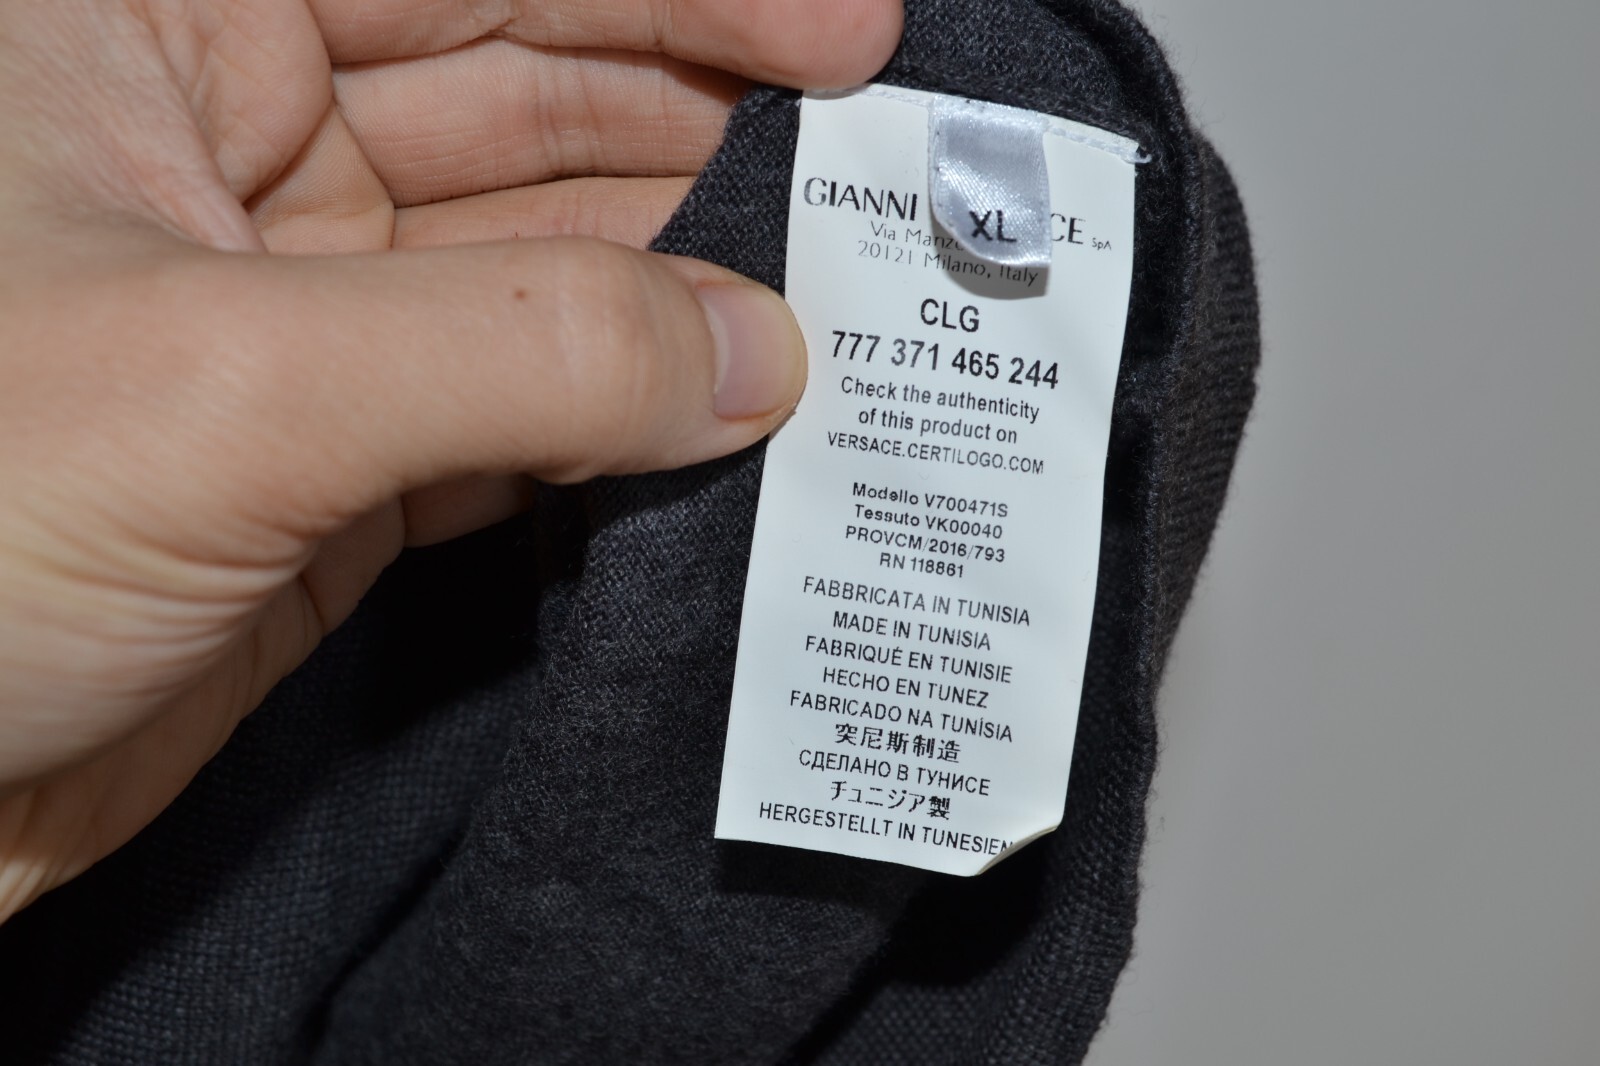 GIANNI CE SpA
XL
Via Manzo
20121 Milano, Italy
CLG
777 371 465 244
Check the authenticity
of this product on
VERSACE.CERTILOGO.COM
Modello V700471S
Tessuto VK00040
PROVCM/2016/793
RN 118861
FABBRICATA IN TUNISIA
MADE IN TUNISIA
FABRIQUÉ EN TUNISIE
HECHO EN TUNEZ
FABRICADO NA TUNÍSIA
突尼斯制造
СДЕЛАНО В ТУНИСЕ
チュニジア製
HERGESTELLT IN TUNESIEN